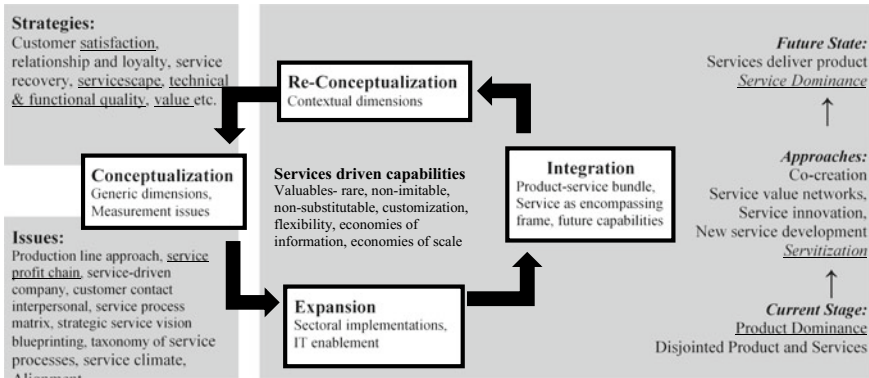 Strategies:
Customer satisfaction,
relationship and loyalty, service
recovery, servicescape, technical
& functional quality, value etc.
Re-Conceptualization
Contextual dimensions
Conceptualization
Generic dimensions,
Measurement issues
Services driven capabilities
Valuables- rare, non-imitable,
non-substitutable, customization,
flexibility, economies of
information, economies of scale
Integration
Product-service bundle,
Service as encompassing
frame, future capabilities
Issues:
Production line approach, service
profit chain, service-driven
company, customer contact
interpersonal, service process
matrix, strategic service vision
blueprinting, taxonomy of service
processes, service climate,
Alignment
Expansion
Sectoral implementations,
IT enablement
Future State:
Services deliver product
Service Dominance
Approaches:
Co-creation
Service value networks,
Service innovation,
New service development
Servitization
Current Stage:
Product Dominance
Disjointed Product and Services